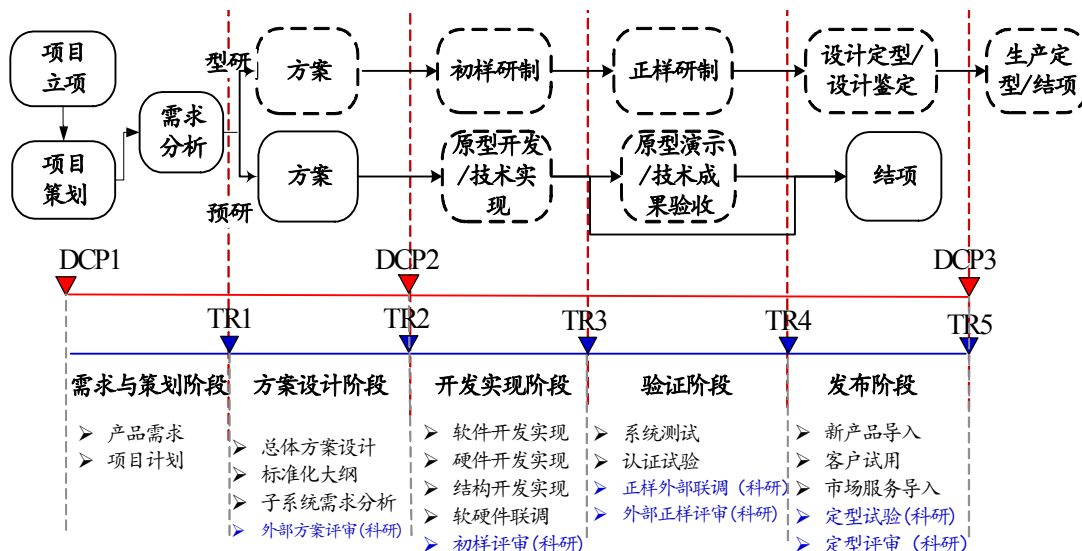 项目
立项
项目
策划
需求
分析
型研
预研
方案
初样研制
正样研制
设计定型/
设计鉴定
生产定
型/结项
方案
原型开发
/技术实
现
原型演示
/技术成
果验收
结项
DCP1
DCP2
DCP3
TR1
TR2
TR3
TR4
TR5
需求与策划阶段
➢ 产品需求
➢ 项目计划
方案设计阶段
➢ 总体方案设计
➢ 标准化大纲
➢ 子系统需求分析
➢ 外部方案评审(科研)
开发实现阶段
➢ 软件开发实现
➢ 硬件开发实现
➢ 结构开发实现
➢ 软硬件联调
➢ 初样评审(科研)
验证阶段
➢ 系统测试
➢ 认证试验
➢ 正样外部联调（科研)
➢ 外部正样评审(科研)
发布阶段
➢ 新产品导入
➢ 客户试用
➢ 市场服务导入
➢ 定型试验(科研)
➢ 定型评审（科研)